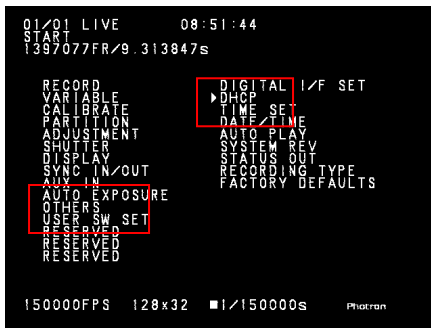 01/01 LIVE 08:51:44
START
1397077FR/9.313847s
RECORD
VARIABLE
CALIBRATE
PARTITION
ADJUSTMENT
SHUTTER
DISPLAY
SYNC IN/OUT
AUX IN
AUTO EXPOSURE
OTHERS
USER SW SET
RESERVED
RESERVED
RESERVED
DIGITAL I/F SET
▶DHCP
TIME SET
DATE/TIME
AUTO PLAY
SYSTEM REV
STATUS OUT
RECORDING TYPE
FACTORY DEFAULTS
150000FPS 128x32 ■1/150000s Photron